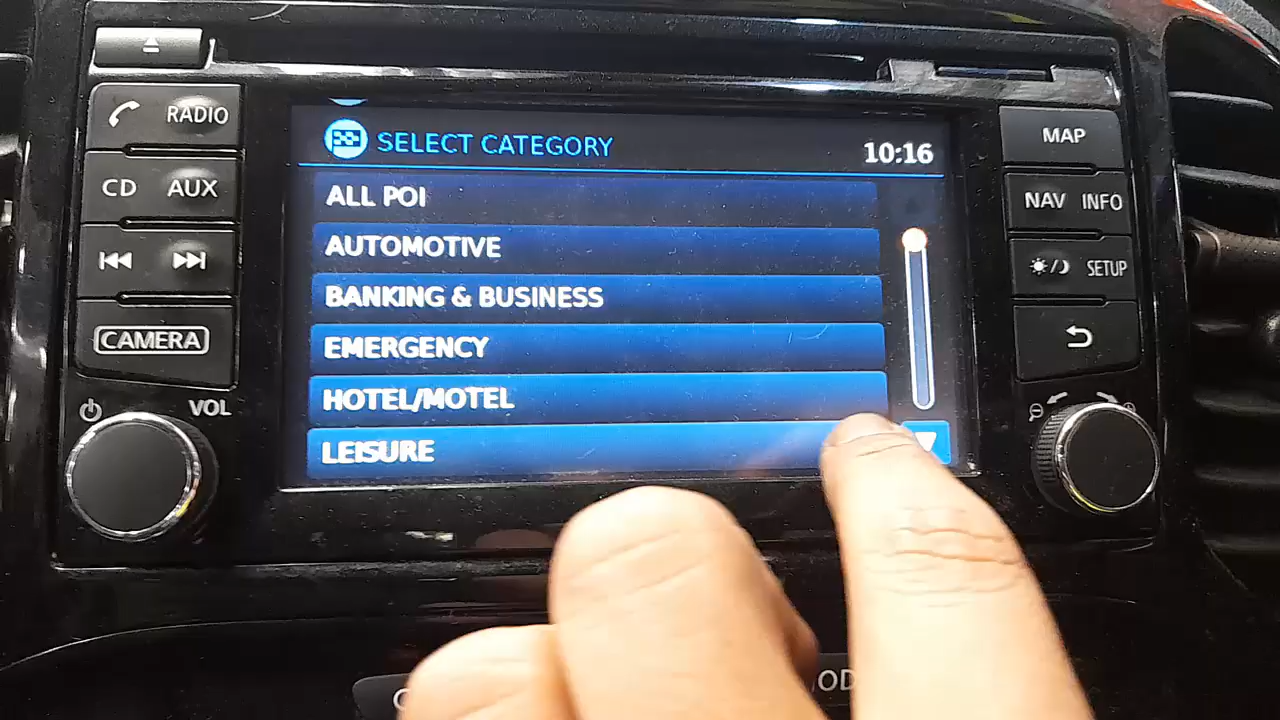 RADIO
CD AUX
CAMERA
VOL
SELECT CATEGORY
10:16
ALL POI
AUTOMOTIVE
BANKING & BUSINESS
EMERGENCY
HOTEL/MOTEL
LEISURE
MAP
NAV INFO
SETUP